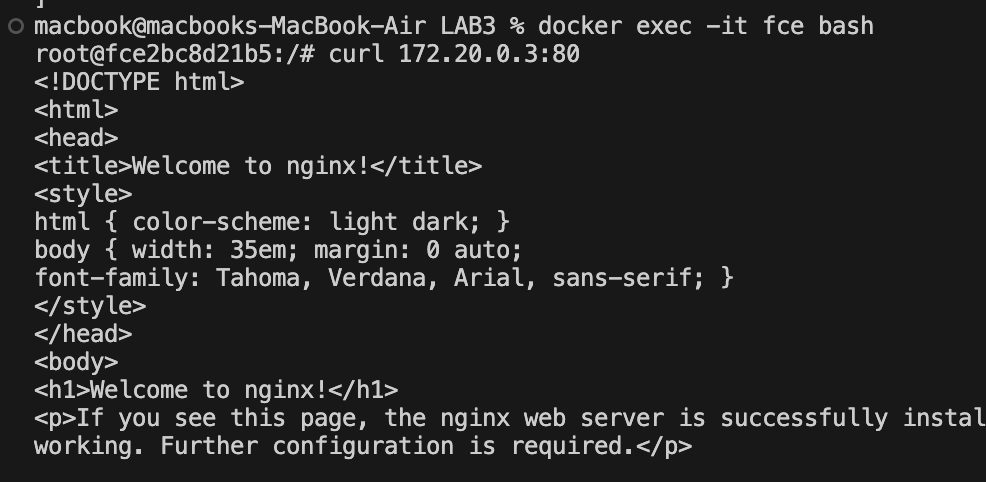 ]
macbook@macbooks-MacBook-Air LAB3 % docker exec -it fce bash
root@fce2bc8d21b5:/# curl 172.20.0.3:80
<!DOCTYPE html>
<html>
<head>
<title>Welcome to nginx!</title>
<style>
html { color-scheme: light dark; }
body { width: 35em; margin: 0 auto;
font-family: Tahoma, Verdana, Arial, sans-serif; }
</style>
</head>
<body>
<h1>Welcome to nginx!</h1>
<p>If you see this page, the nginx web server is successfully instal
working. Further configuration is required.</p>